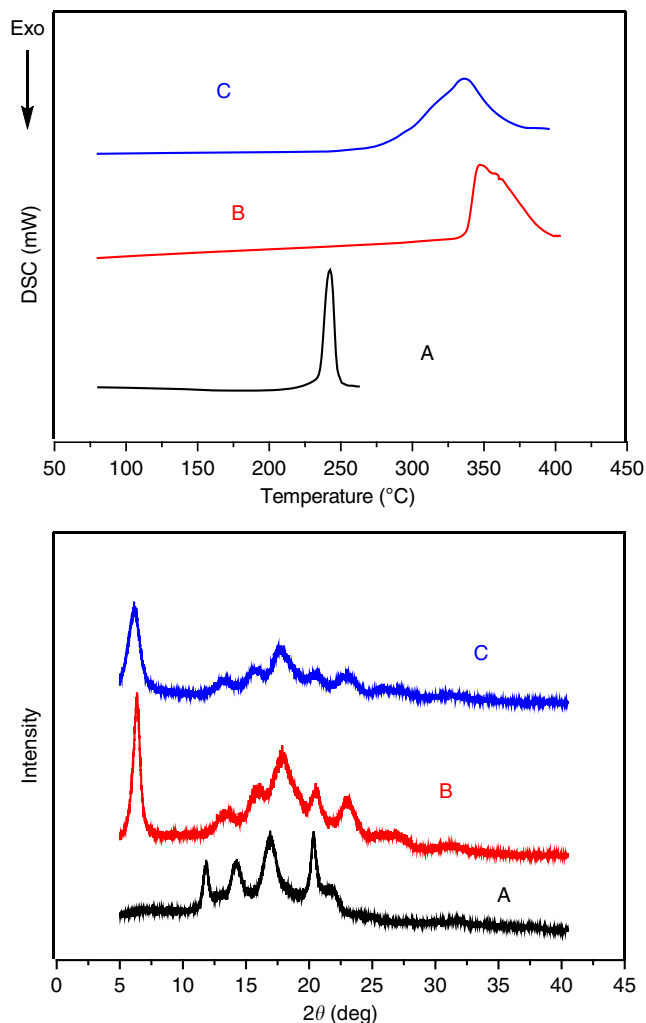 Exo
C
B
A
DSC (mW)
50 100 150 200 250 300 350 400 450
Temperature (°C)
C
B
A
Intensity
0 5 10 15 20 25 30 35 40 45
2θ (deg)